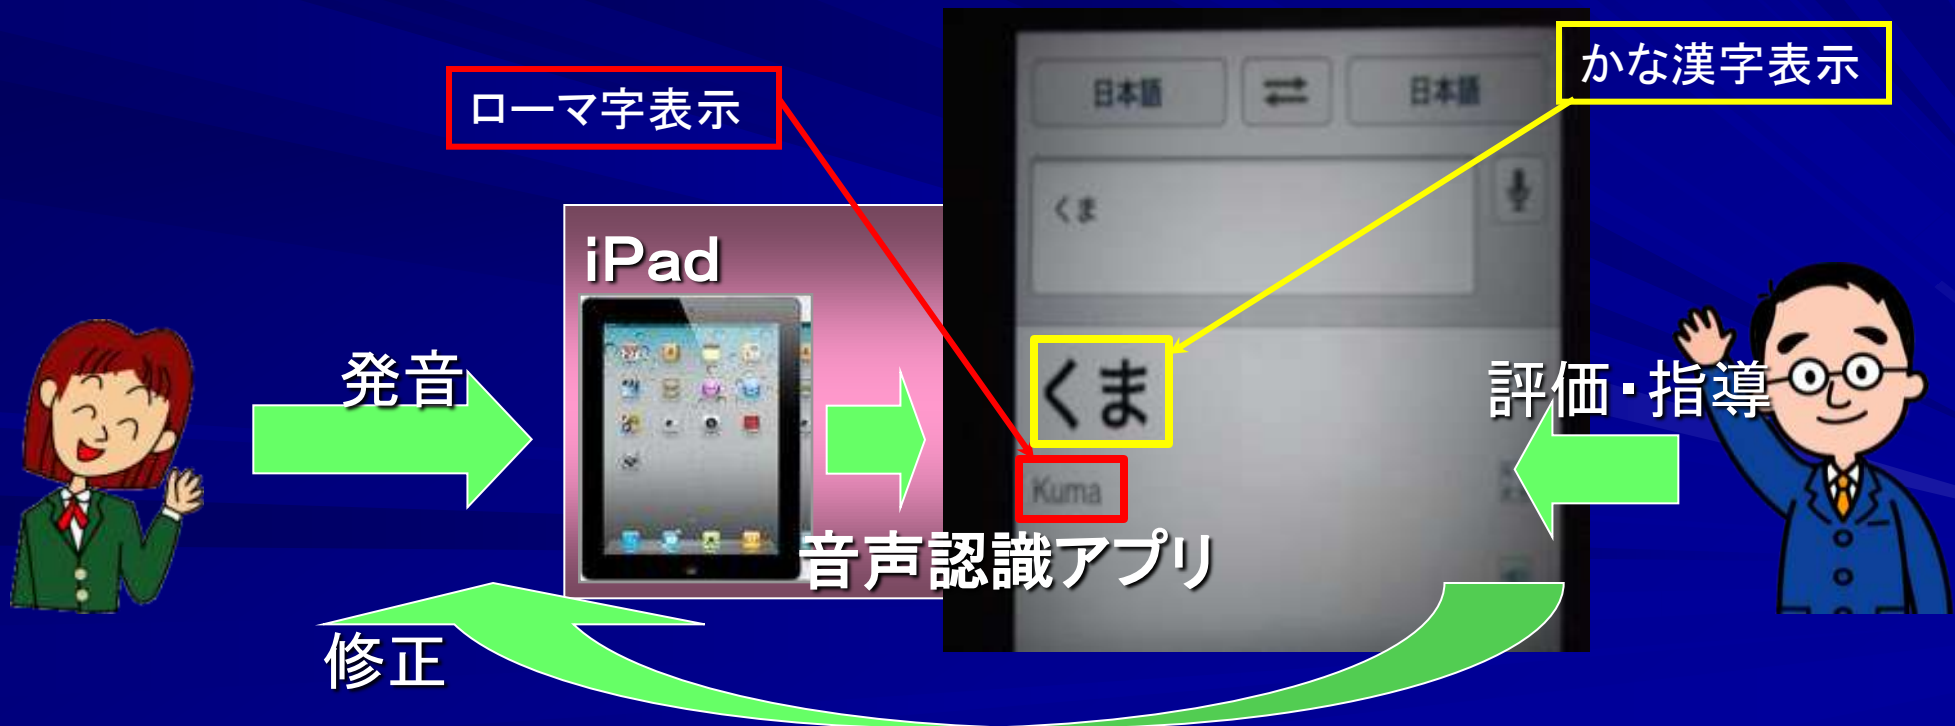 かな漢字表示
ローマ字表示
日本語
日本語
くま
iPad
くま
発音
評価・指導
Kuma
音声認識アプリ
修正